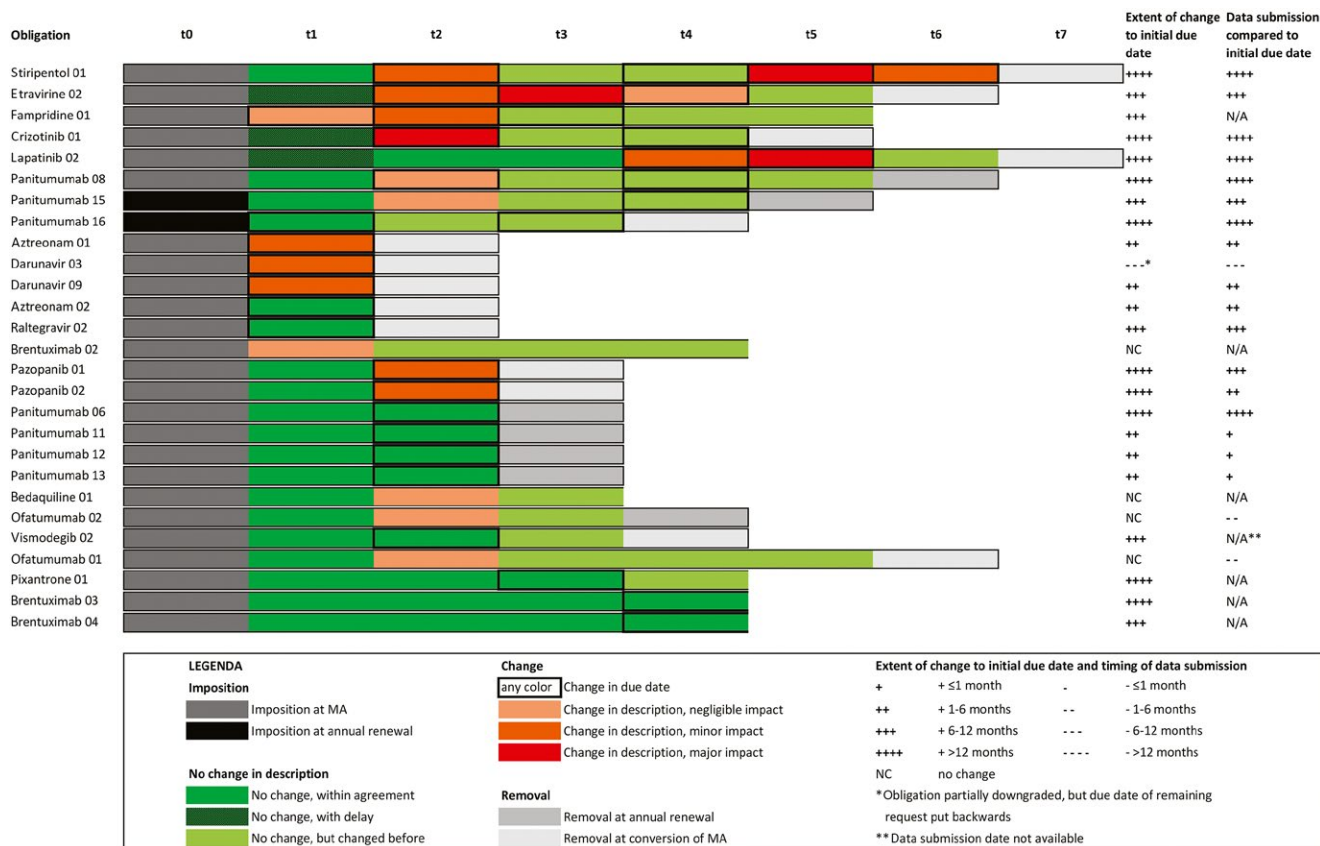 Obligation t0 t1 t2 t3 t4 t5 t6 t7 Extent of change to initial due date Data submission compared to initial due date
Stiripentol 01 ++++ ++++
Etravirine 02 +++ +++
Fampridine 01 +++ N/A
Crizotinib 01 ++++ ++++
Lapatinib 02 ++++ ++++
Panitumumab 08 ++++ ++++
Panitumumab 15 +++ +++
Panitumumab 16 ++++ ++++
Aztreonam 01 ++ ++
Darunavir 03 - - -* - - -
Darunavir 09 ++ ++
Aztreonam 02 ++ ++
Raltegravir 02 +++ +++
Brentuximab 02 NC N/A
Pazopanib 01 ++++ +++
Pazopanib 02 ++++ ++
Panitumumab 06 ++++ ++++
Panitumumab 11 ++ +
Panitumumab 12 ++ +
Panitumumab 13 ++ +
Bedaquiline 01 NC N/A
Ofatumumab 02 NC - -
Vismodegib 02 +++ N/A**
Ofatumumab 01 NC - -
Pixantrone 01 ++++ N/A
Brentuximab 03 ++++ N/A
Brentuximab 04 +++ N/A
LEGENDA
Imposition
Imposition at MA
Imposition at annual renewal
No change in description
No change, within agreement
No change, with delay
No change, but changed before
Change
any color Change in due date
Change in description, negligible impact
Change in description, minor impact
Change in description, major impact
Removal
Removal at annual renewal
Removal at conversion of MA
Extent of change to initial due date and timing of data submission
+ + ≤1 month - - ≤1 month
++ + 1-6 months - - - 1-6 months
+++ + 6-12 months - - - - 6-12 months
++++ + >12 months - - - - - >12 months
NC no change
*Obligation partially downgraded, but due date of remaining
request put backwards
**Data submission date not available